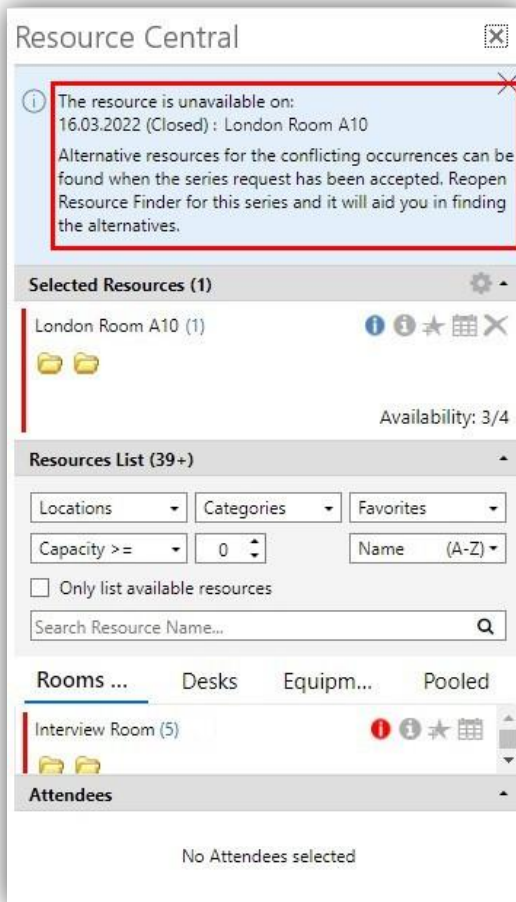 Resource Central
The resource is unavailable on:
16.03.2022 (Closed) : London Room A10
Alternative resources for the conflicting occurrences can be
found when the series request has been accepted. Reopen
Resource Finder for this series and it will aid you in finding
the alternatives.
Selected Resources (1)
London Room A10 (1)
Availability: 3/4
Resources List (39+)
Locations Categories Favorites
Capacity >= 0 Name (A-Z)
Only list available resources
Search Resource Name...
Rooms ... Desks Equipm... Pooled
Interview Room (5)
Attendees
No Attendees selected